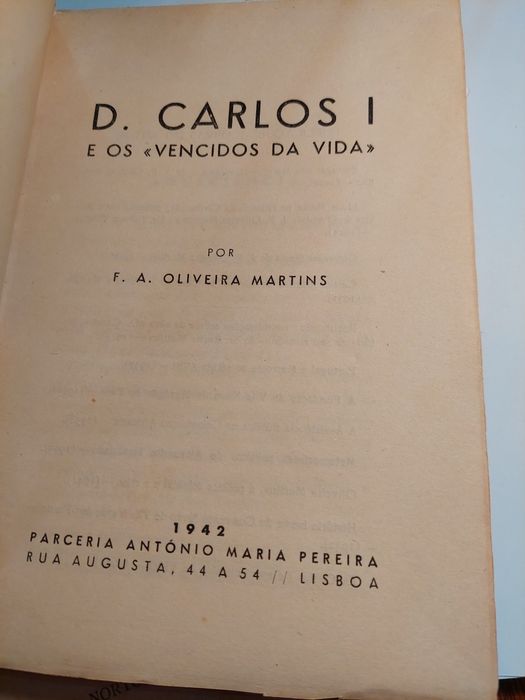 D. CARLOS I
E OS «VENCIDOS DA VIDA»
POR
F. A. OLIVEIRA MARTINS
1942
PARCERIA ANTÓNIO MARIA PEREIRA
RUA AUGUSTA, 44 A 54 // LISBOA